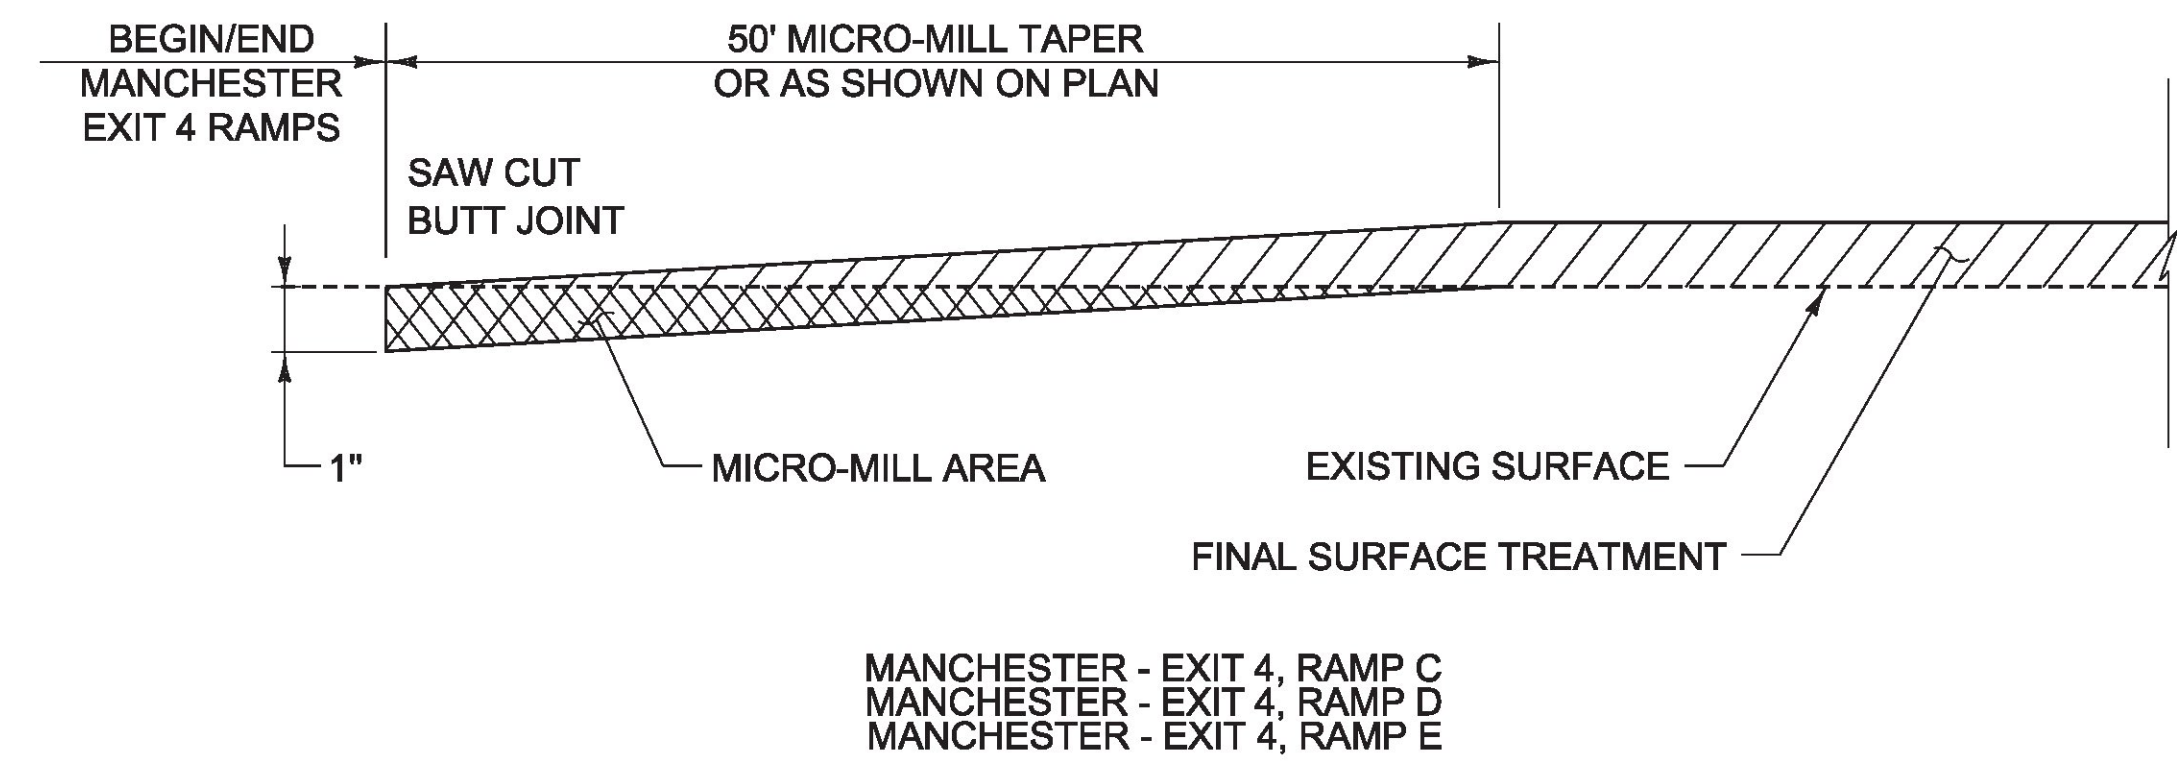 BEGIN/END
MANCHESTER
EXIT 4 RAMPS
50' MICRO-MILL TAPER
OR AS SHOWN ON PLAN
SAW CUT
BUTT JOINT
1"
MICRO-MILL AREA
EXISTING SURFACE
FINAL SURFACE TREATMENT
MANCHESTER - EXIT 4, RAMP C
MANCHESTER - EXIT 4, RAMP D
MANCHESTER - EXIT 4, RAMP E